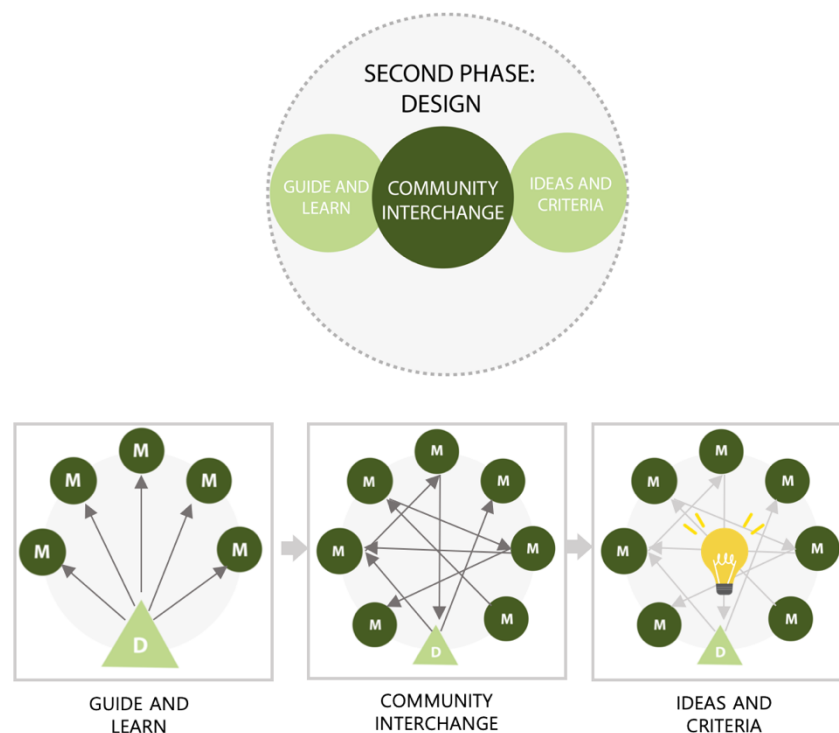 SECOND PHASE:
DESIGN
GUIDE AND
LEARN
COMMUNITY
INTERCHANGE
IDEAS AND
CRITERIA
M
M
M
M
M
D
M
M
M
M
M
M
M
D
M
M
M
M
M
M
M
D
GUIDE AND
LEARN
COMMUNITY
INTERCHANGE
IDEAS AND
CRITERIA